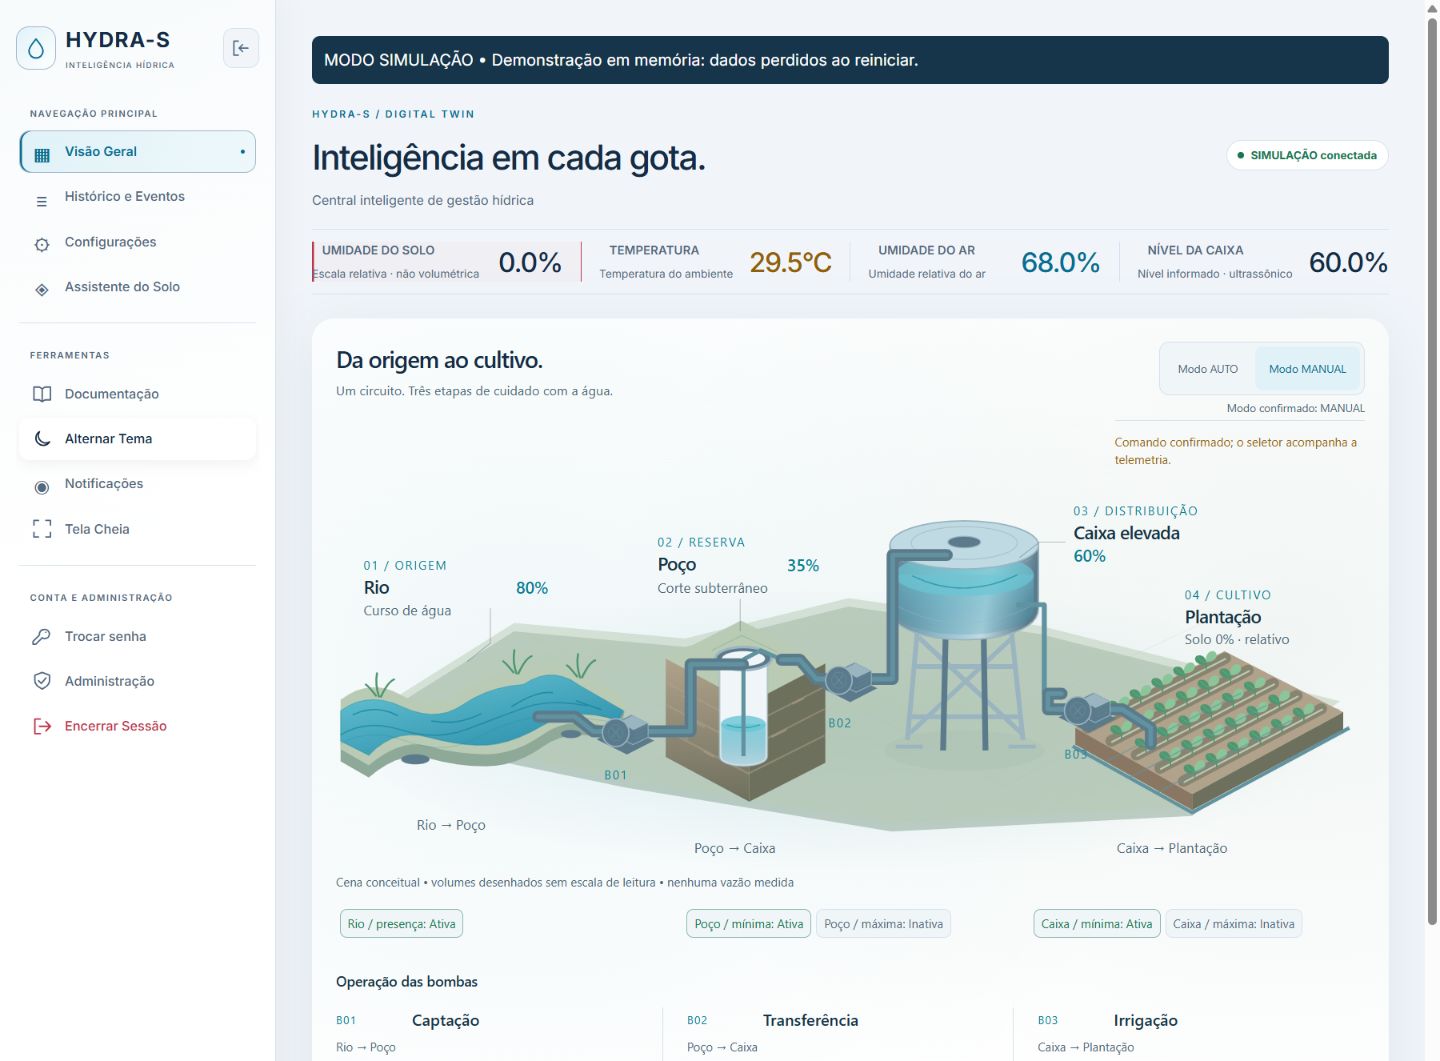 HYDRA-S
INTELIGÊNCIA HÍDRICA
NAVEGAÇÃO PRINCIPAL
Visão Geral
Histórico e Eventos
Configurações
Assistente do Solo
FERRAMENTAS
Documentação
Alternar Tema
Notificações
Tela Cheia
CONTA E ADMINISTRAÇÃO
Trocar senha
Administração
Encerrar Sessão
MODO SIMULAÇÃO • Demonstração em memória: dados perdidos ao reiniciar.
HYDRA-S / DIGITAL TWIN
Inteligência em cada gota.
SIMULAÇÃO conectada
Central inteligente de gestão hídrica
UMIDADE DO SOLO
Escala relativa · não volumétrica
0.0%
TEMPERATURA
Temperatura do ambiente
29.5°C
UMIDADE DO AR
Umidade relativa do ar
68.0%
NÍVEL DA CAIXA
Nível informado · ultrassônico
60.0%
Da origem ao cultivo.
Um circuito. Três etapas de cuidado com a água.
Modo AUTO
Modo MANUAL
Modo confirmado: MANUAL
Comando confirmado; o seletor acompanha a
telemetria.
01 / ORIGEM
Rio
80%
Curso de água
02 / RESERVA
Poço
35%
Corte subterrâneo
03 / DISTRIBUIÇÃO
Caixa elevada
60%
04 / CULTIVO
Plantação
Solo 0% · relativo
B01
B02
B03
Rio → Poço
Poço → Caixa
Caixa → Plantação
Cena conceitual • volumes desenhados sem escala de leitura • nenhuma vazão medida
Rio / presença: Ativa
Poço / mínima: Ativa
Poço / máxima: Inativa
Caixa / mínima: Ativa
Caixa / máxima: Inativa
Operação das bombas
B01 Captação
Rio → Poço
B02 Transferência
Poço → Caixa
B03 Irrigação
Caixa → Plantação